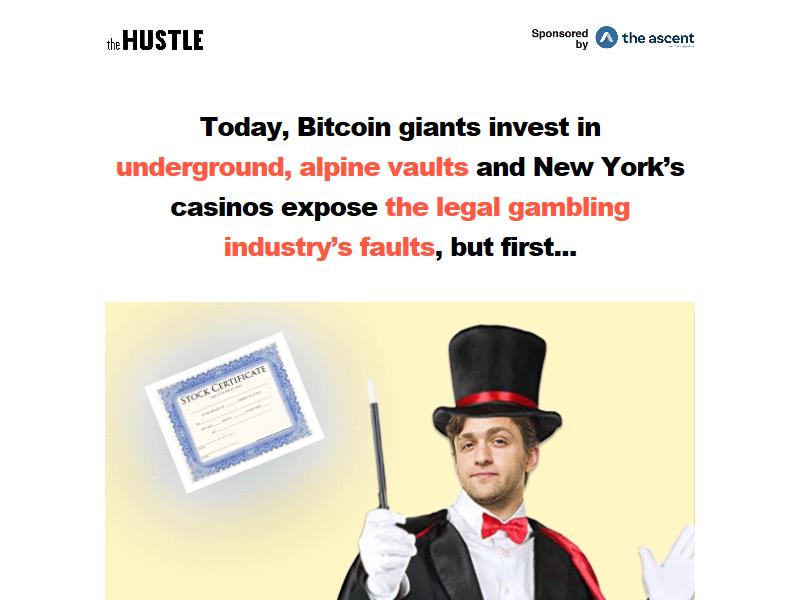 the HUSTLE
Sponsored
by
the ascent
Today, Bitcoin giants invest in
underground, alpine vaults and New York’s
casinos expose the legal gambling
industry’s faults, but first...
STOCK CERTIFICATE